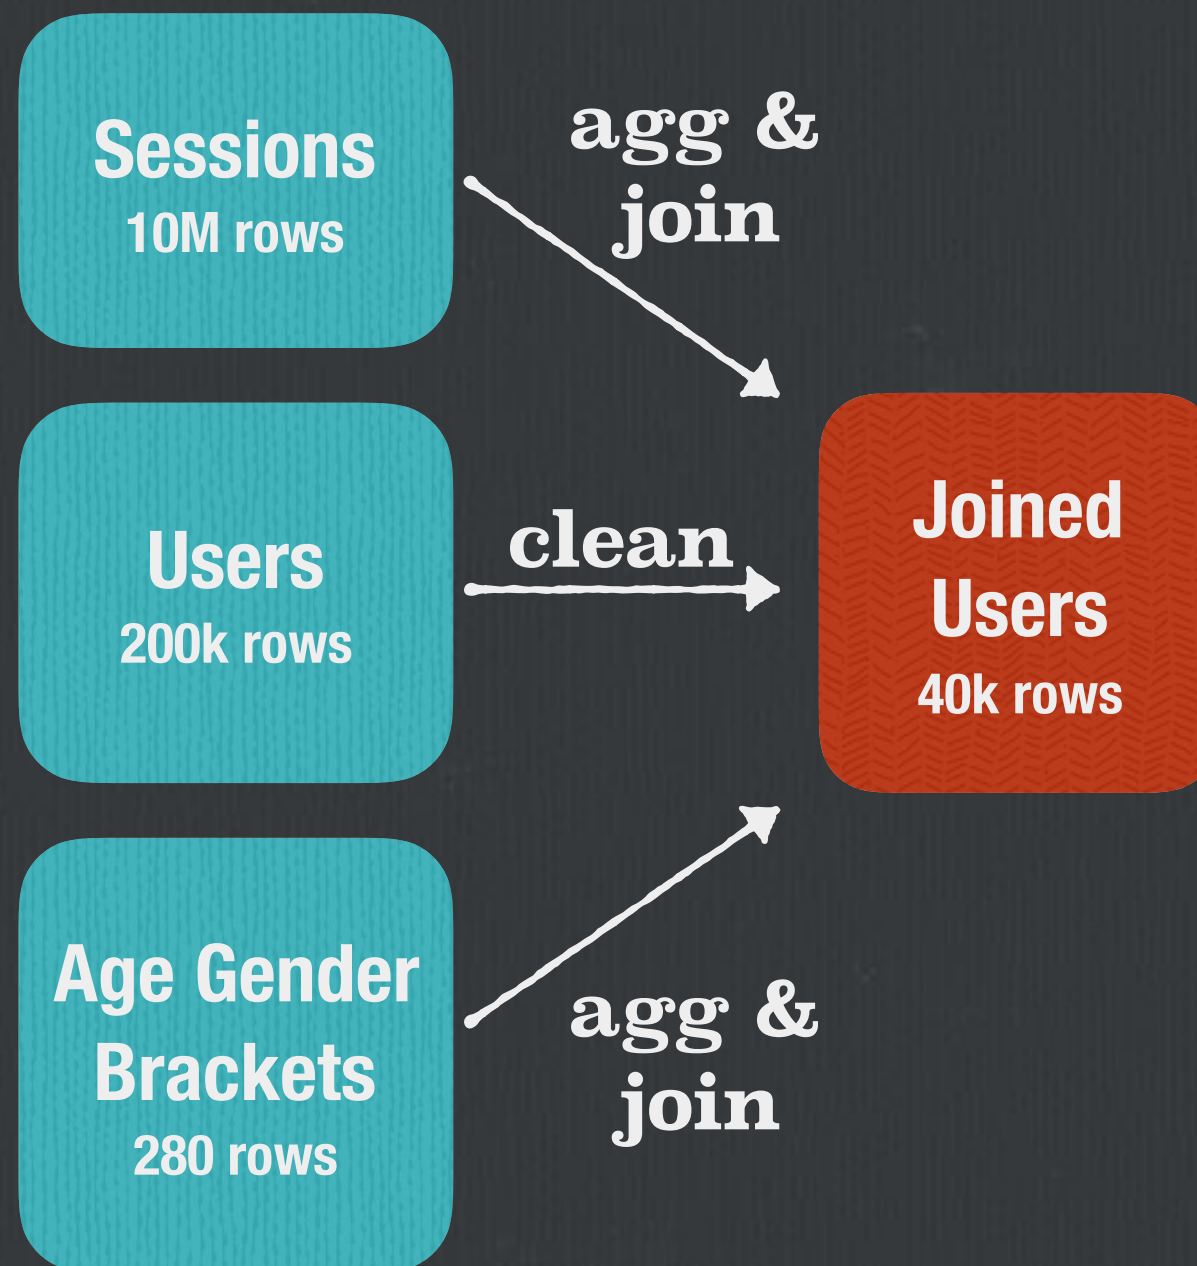 Sessions
10M rows
agg &
join
Users
200k rows
clean
Joined
Users
40k rows
Age Gender
Brackets
280 rows
agg &
join